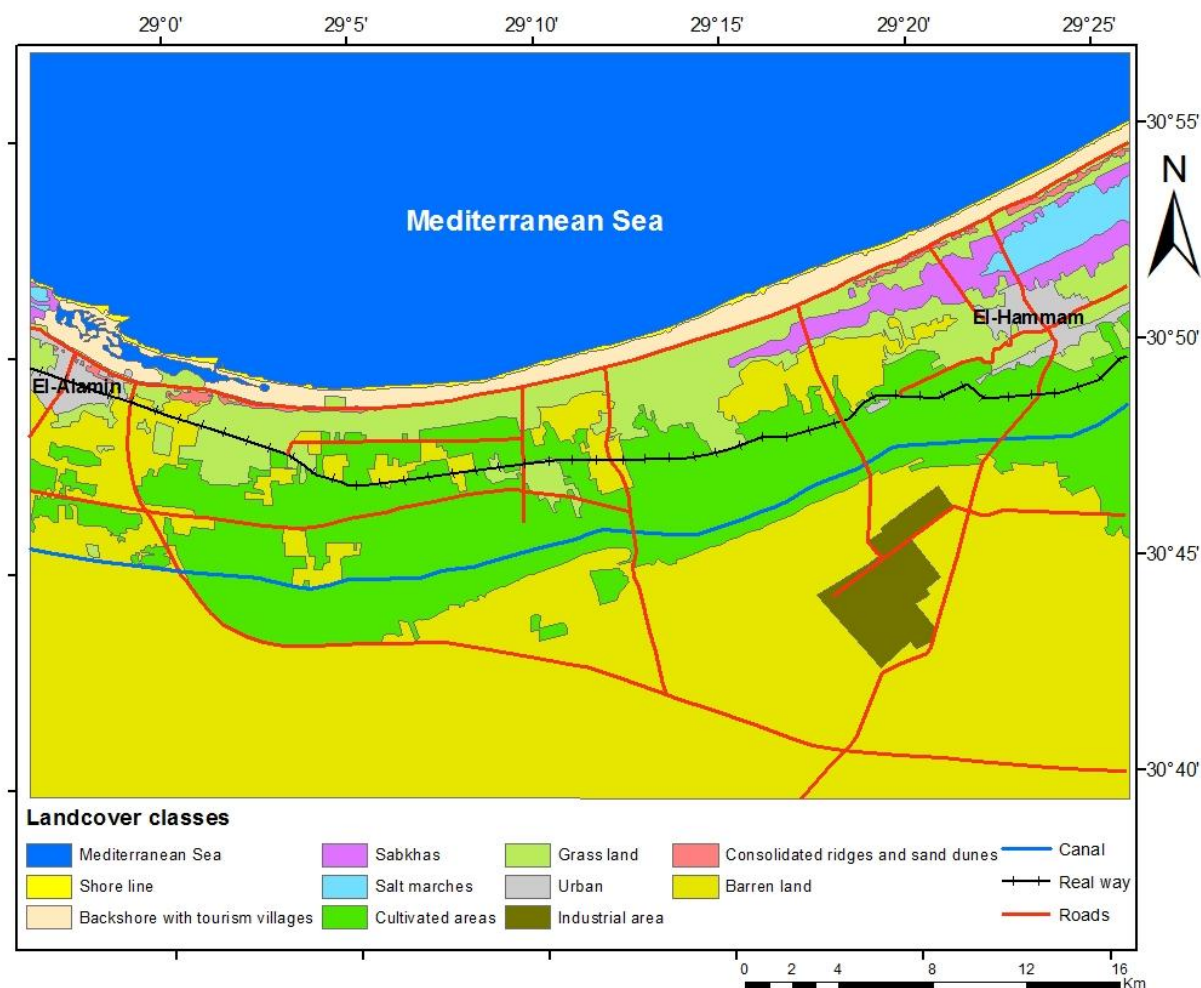 29°0' 29°5' 29°10' 29°15' 29°20' 29°25'
30°55'
N
Mediterranean Sea
El-Hammam
30°50'
El-Alamin
30°45'
30°40'
Landcover classes
Mediterranean Sea Sabkhas Grass land Consolidated ridges and sand dunes Canal
Shore line Salt marches Urban Barren land Real way
Backshore with tourism villages Cultivated areas Industrial area Roads
0 2 4 8 12 16
Km